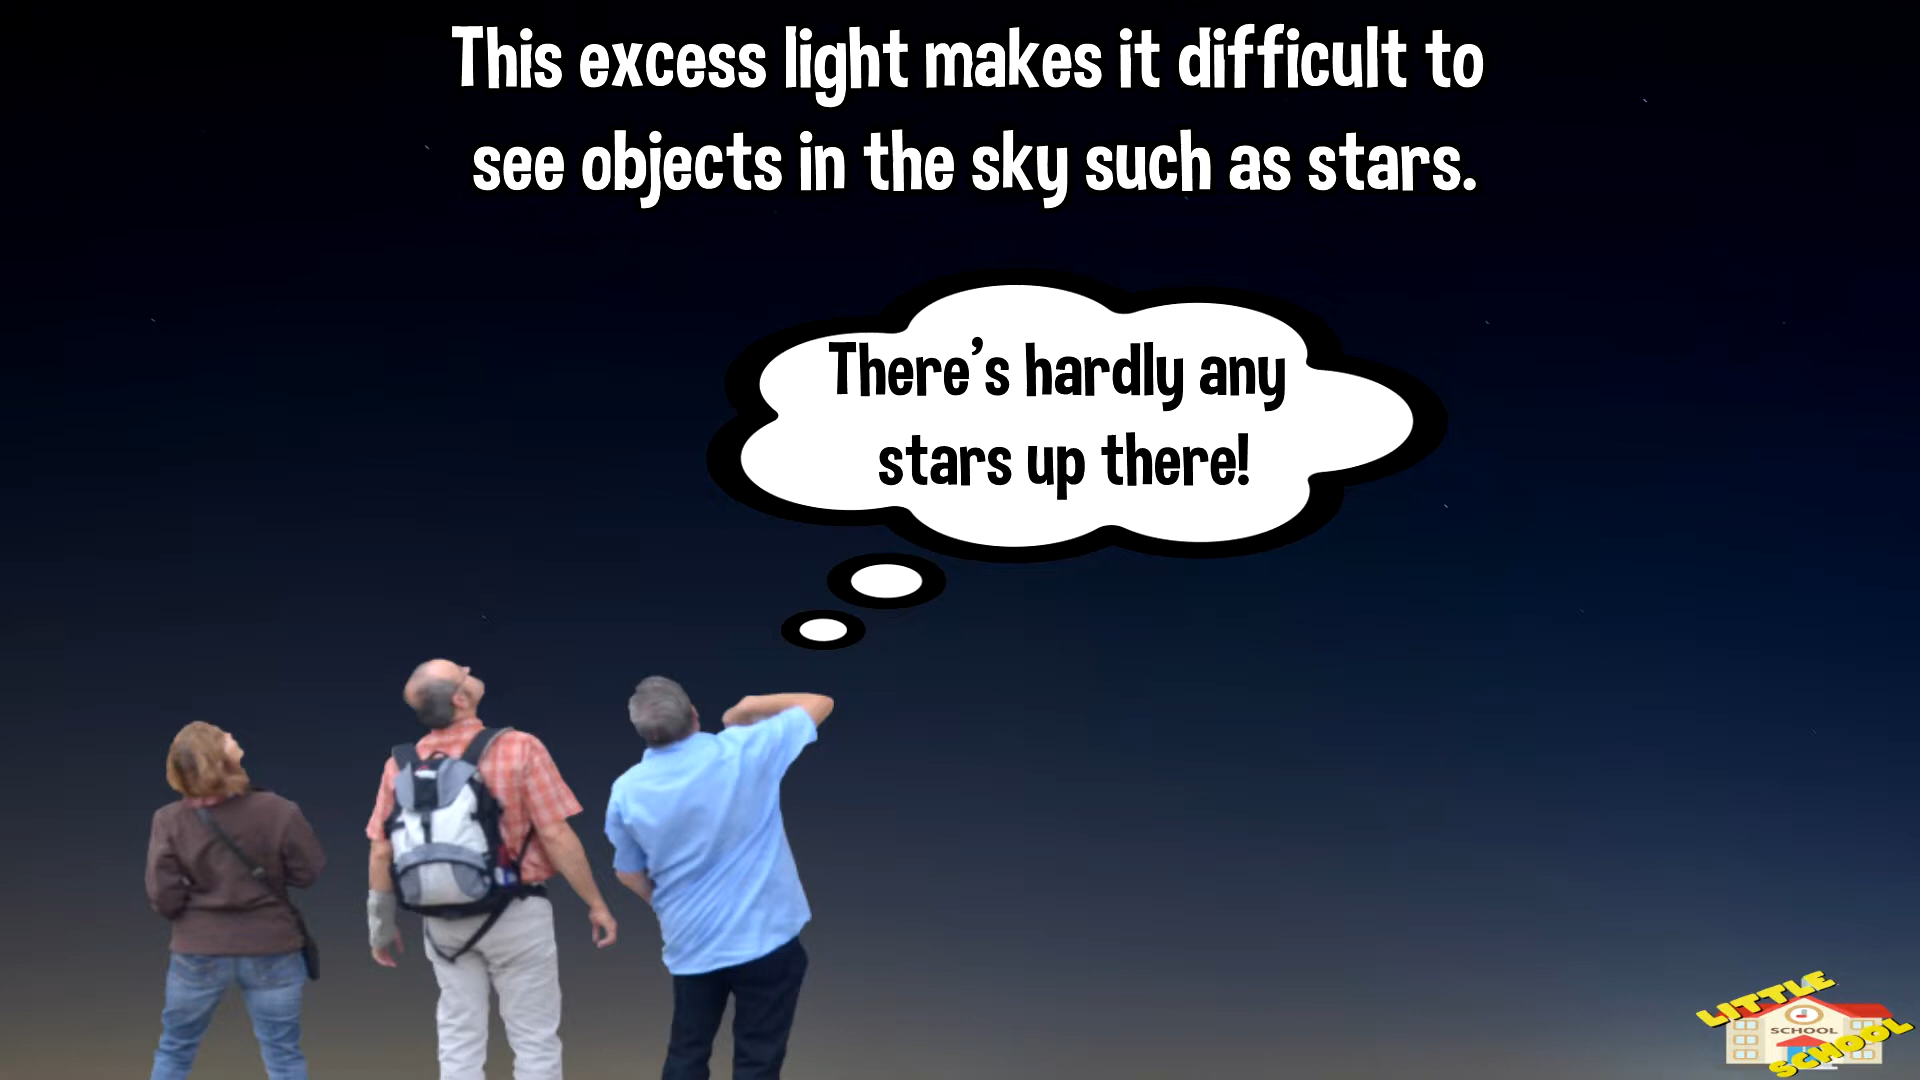 This excess light makes it difficult to
see objects in the sky such as stars.
There's hardly any
stars up there!
LITTLE
SCHOOL
SCHOOL